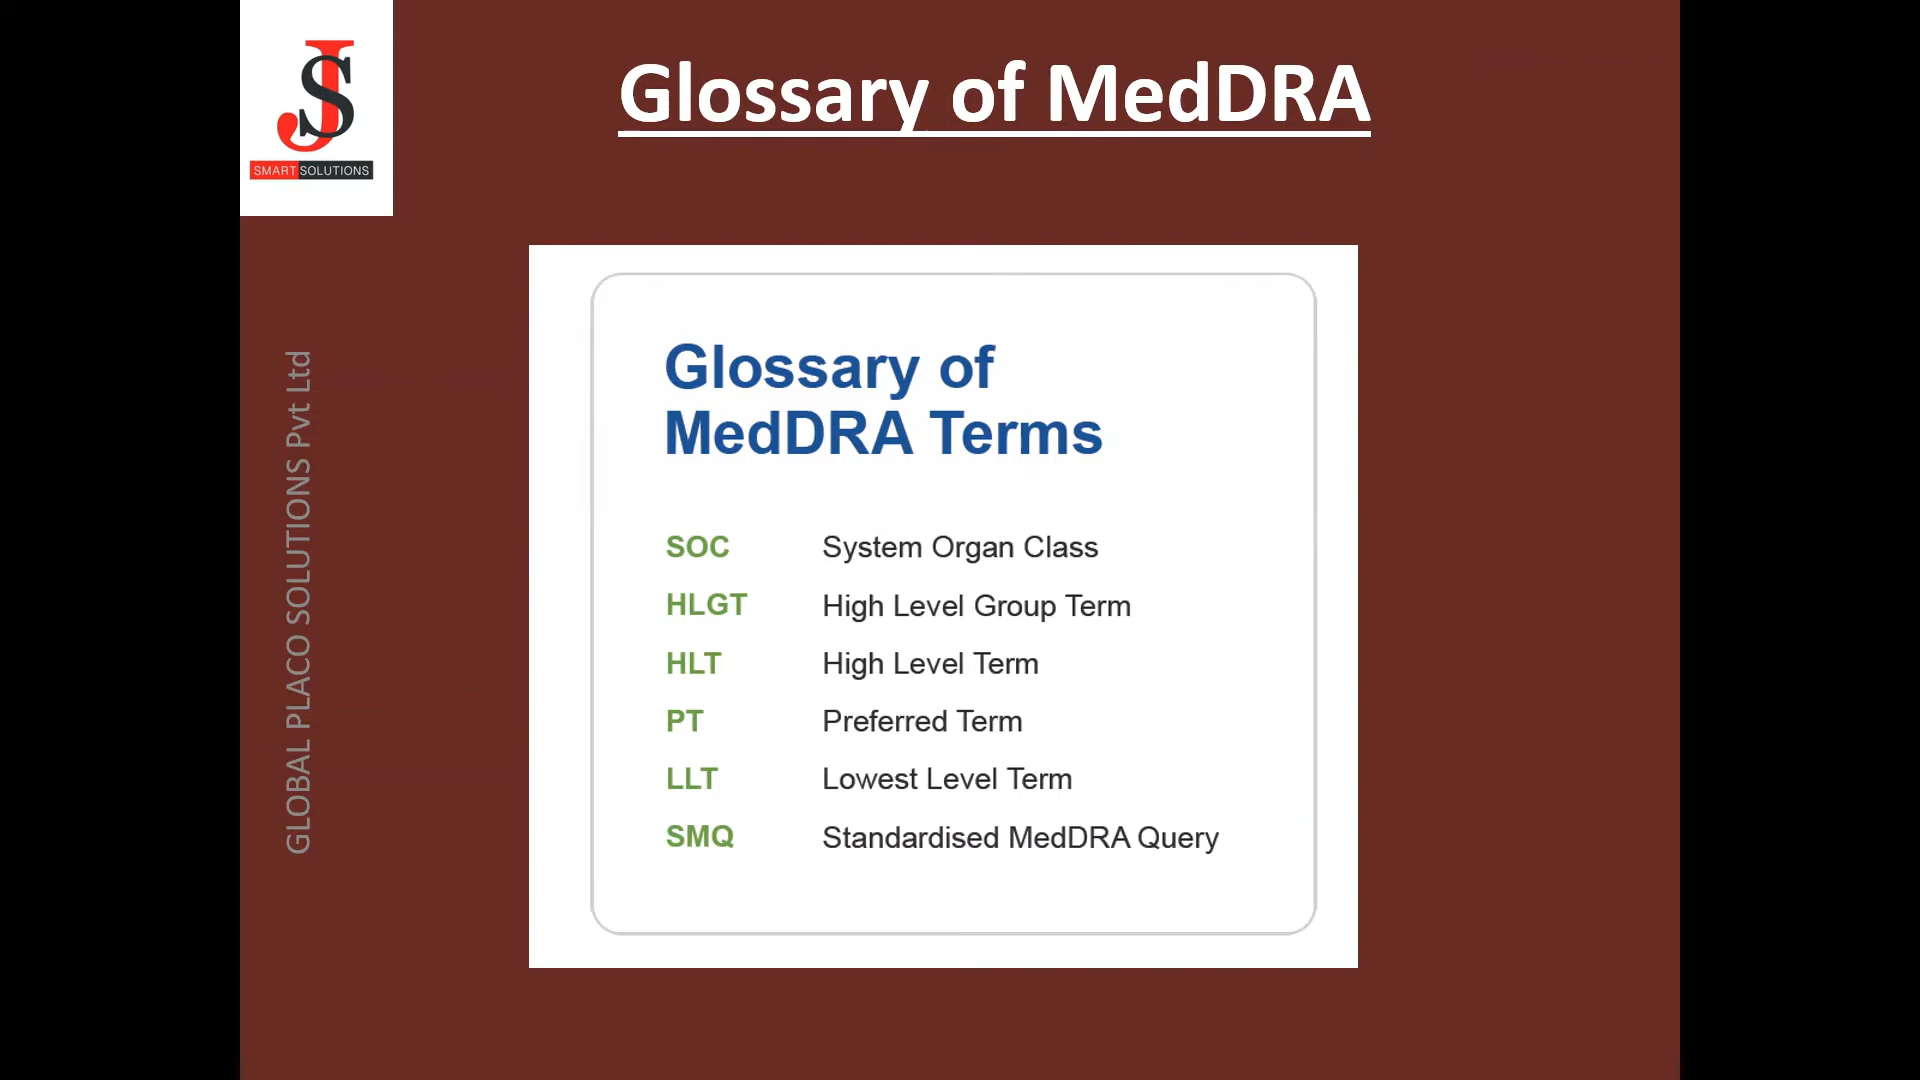 JS
SMART SOLUTIONS
Glossary of MedDRA
GLOBAL PLACO SOLUTIONS Pvt Ltd
Glossary of
MedDRA Terms
SOC System Organ Class
HLGT High Level Group Term
HLT High Level Term
PT Preferred Term
LLT Lowest Level Term
SMQ Standardised MedDRA Query